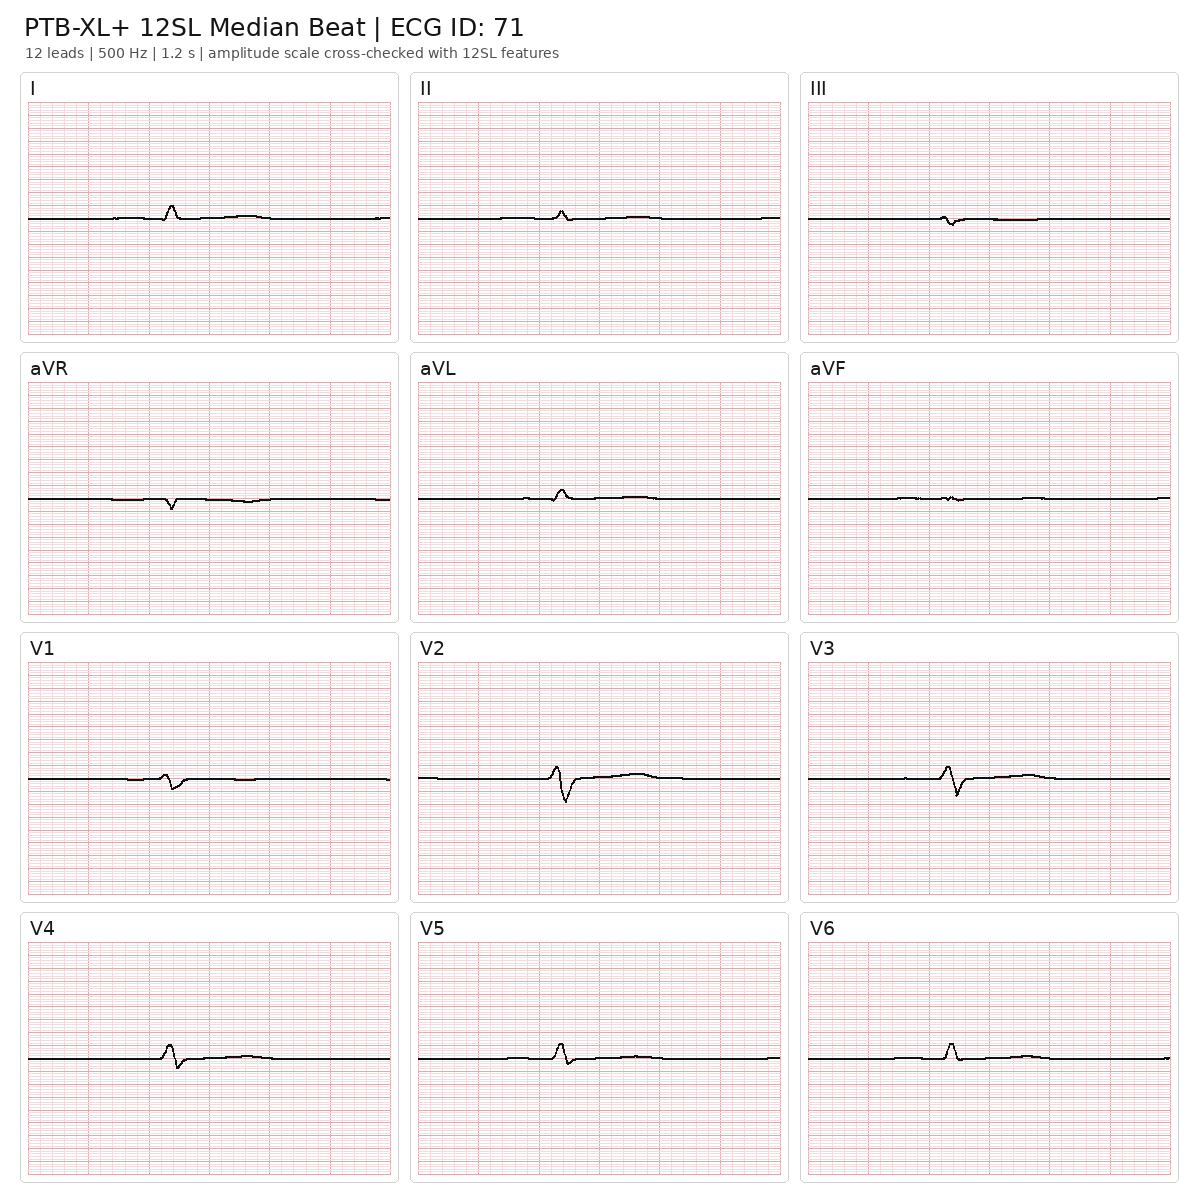 PTB-XL+ 12SL Median Beat | ECG ID: 71
12 leads | 500 Hz | 1.2 s | amplitude scale cross-checked with 12SL features
I
II
III
aVR
aVL
aVF
V1
V2
V3
V4
V5
V6